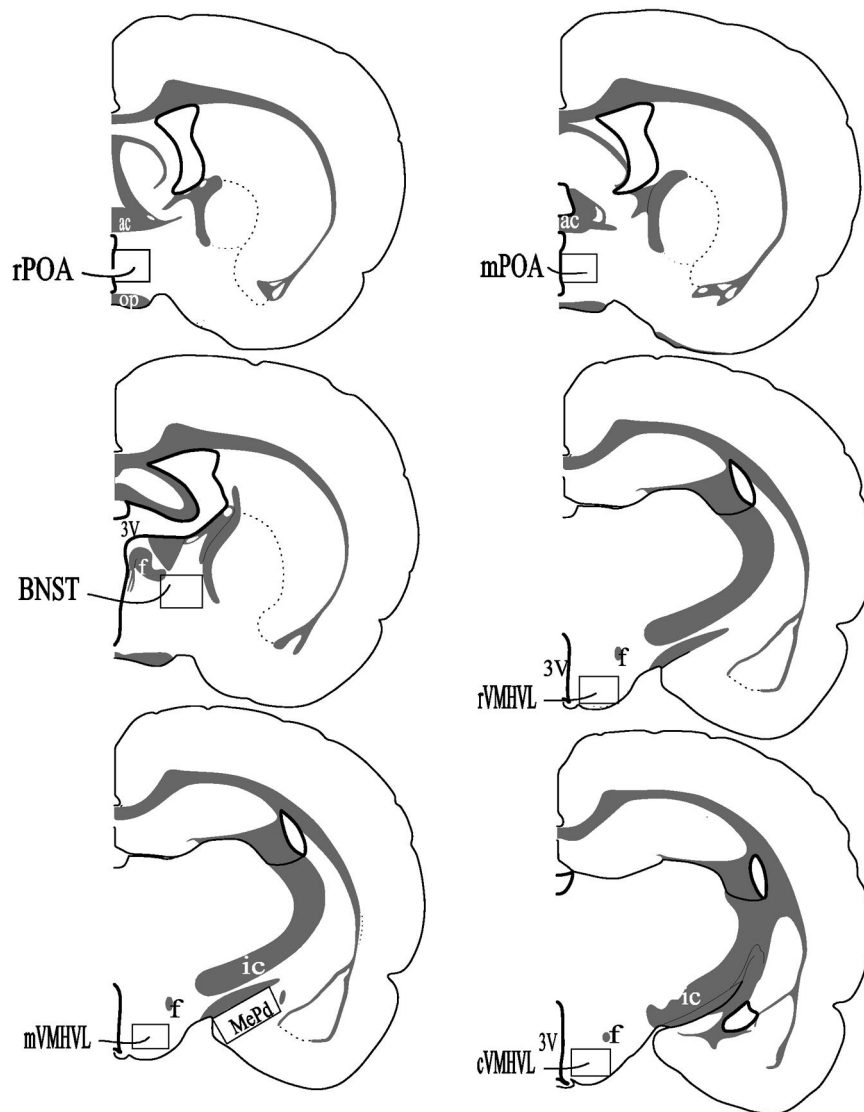 ac
rPOA
op
ac
mPOA
3V
f
BNST
3V
f
rVMHVL
ic
f
MePd
mVMHVL
ic
3V
f
cVMHVL